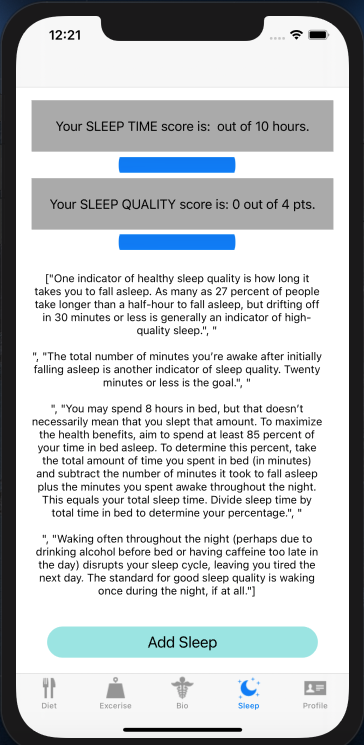 12:21
Your SLEEP TIME score is:  out of 10 hours.
Your SLEEP QUALITY score is: 0 out of 4 pts.
["One indicator of healthy sleep quality is how long it
takes you to fall asleep. As many as 27 percent of people
take longer than a half-hour to fall asleep, but drifting off
in 30 minutes or less is generally an indicator of high-
quality sleep.", "
", "The total number of minutes you’re awake after initially
falling asleep is another indicator of sleep quality. Twenty
minutes or less is the goal.", "
", "You may spend 8 hours in bed, but that doesn’t
necessarily mean that you slept that amount. To maximize
the health benefits, aim to spend at least 85 percent of
your time in bed asleep. To determine this percent, take
the total amount of time you spent in bed (in minutes)
and subtract the number of minutes it took to fall asleep
plus the minutes you spent awake throughout the night.
This equals your total sleep time. Divide sleep time by
total time in bed to determine your percentage.", "
", "Waking often throughout the night (perhaps due to
drinking alcohol before bed or having caffeine too late in
the day) disrupts your sleep cycle, leaving you tired the
next day. The standard for good sleep quality is waking
once during the night, if at all."]
Add Sleep
Diet
Excerise
Bio
Sleep
Profile